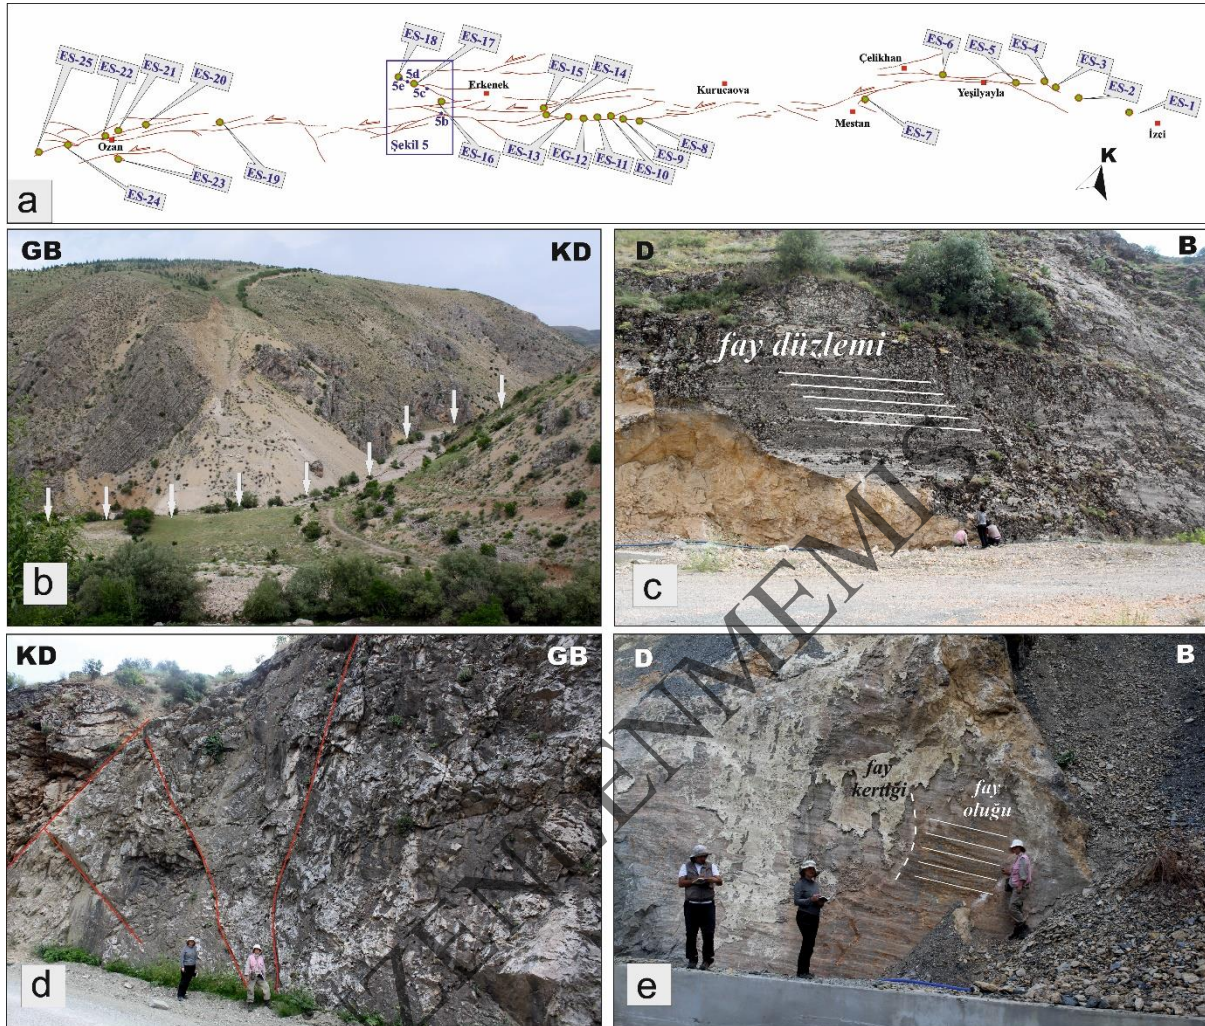 ES-18
ES-17
ES-25
ES-22
ES-21
ES-20
5d
5e
5c
5b
Erkenek
Şekil 5
ES-15
ES-14
Kurucaova
Çelikhan
ES-6
ES-5
ES-4
ES-3
ES-2
ES-1
Yeşilyayla
Mestan
İzci
ES-7
Ozan
ES-24
ES-23
ES-19
ES-16
ES-13
EG-12
ES-11
ES-10
ES-9
ES-8
K
a
GB
KD
b
D
B
fay düzlemi
c
KD
GB
d
D
B
fay
kertiği
fay
oluğu
e